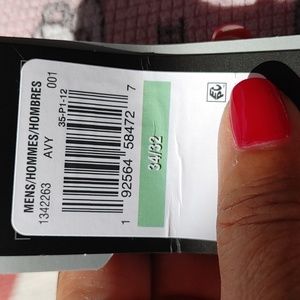 MENS/HOMMES/HOMBRES 001
1342263 AVY
35-P1-12
1 92564 58472 7
34/32